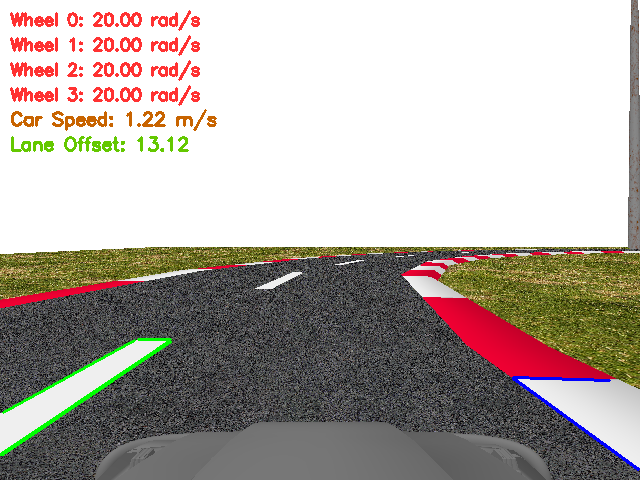 Wheel 0: 20.00 rad/s
Wheel 1: 20.00 rad/s
Wheel 2: 20.00 rad/s
Wheel 3: 20.00 rad/s
Car Speed: 1.22 m/s
Lane Offset: 13.12